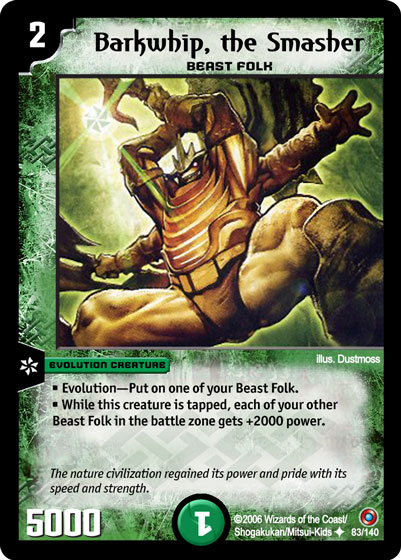 2
Barkwhip, the Smasher
BEAST FOLK
illus. Dustmoss
EVOLUTION CREATURE
▪ Evolution—Put on one of your Beast Folk.
▪ While this creature is tapped, each of your other
Beast Folk in the battle zone gets +2000 power.
The nature civilization regained its power and pride with its
speed and strength.
5000
1
©2006 Wizards of the Coast/
Shogakukan/Mitsui-Kids ✦ 83/140